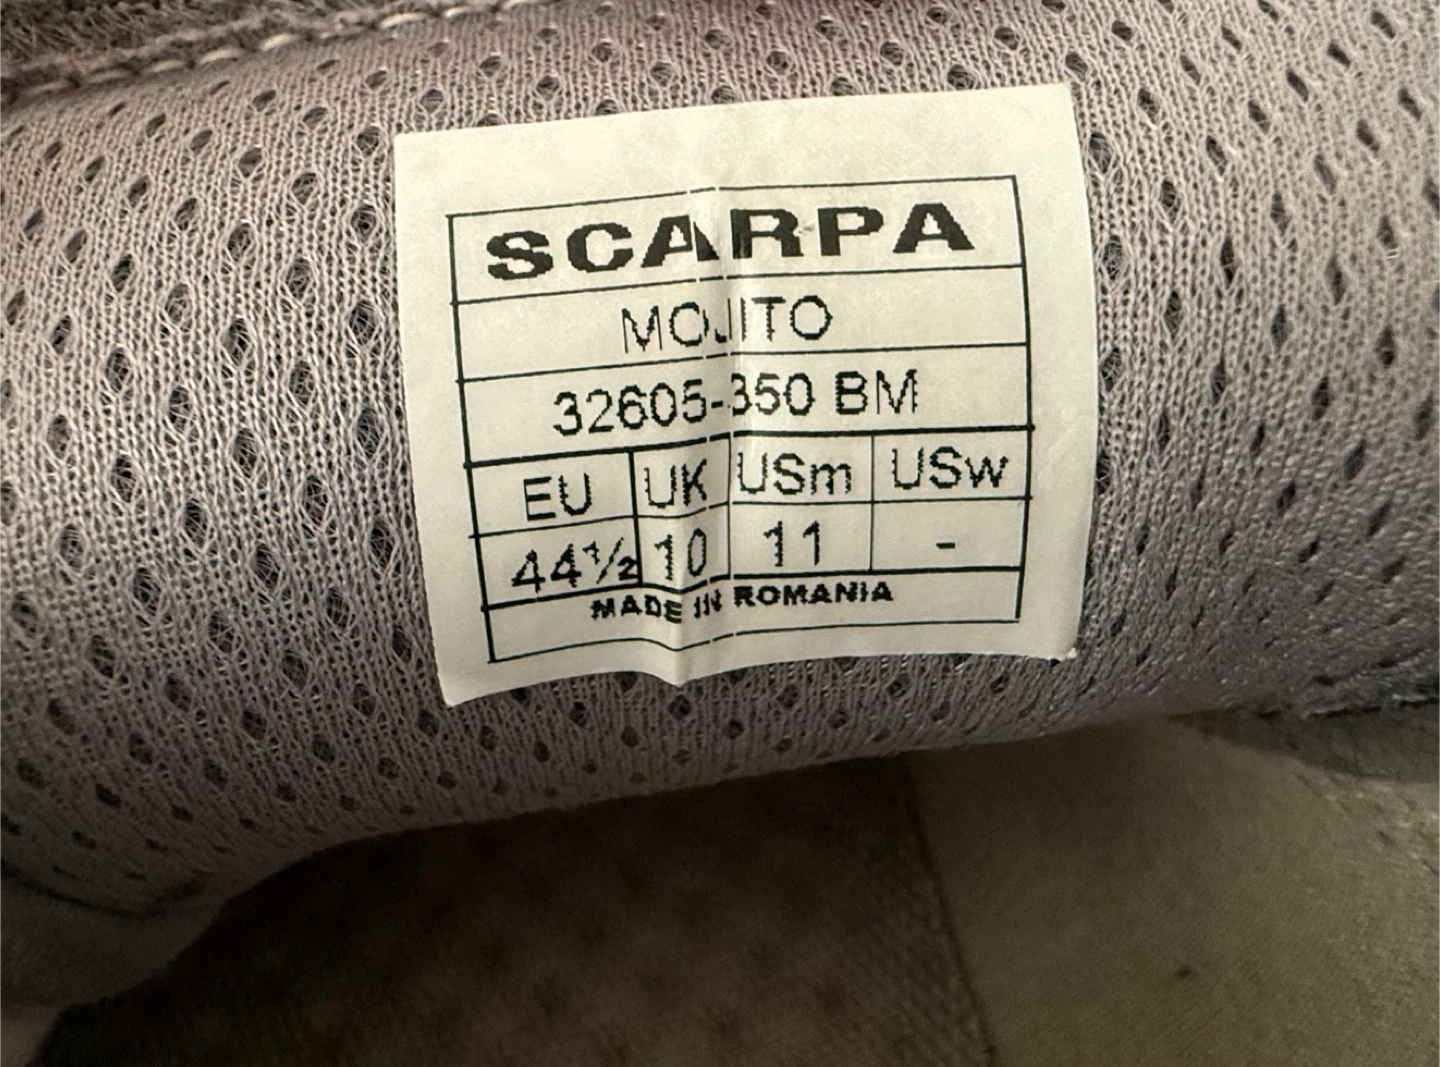 SCARPA
MOJITO
32605-350 BM
EU UK USm USw
44½ 10 11 -
MADE IN ROMANIA